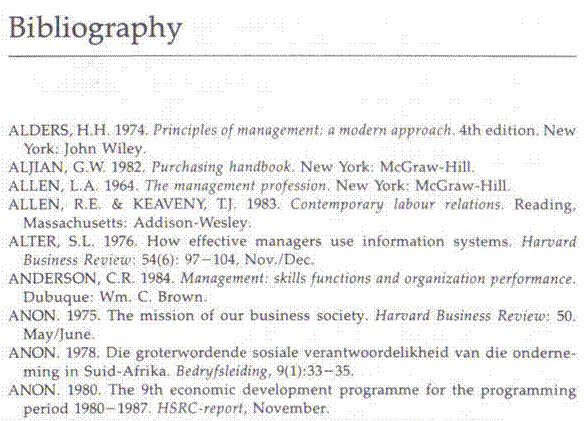 Bibliography
ALDERS, H.H. 1974. Principles of management: a modern approach. 4th edition. New
York: John Wiley.
ALJIAN, G.W. 1982. Purchasing handbook. New York: McGraw-Hill.
ALLEN, L.A. 1964. The management profession. New York: McGraw-Hill.
ALLEN, R.E. & KEAVENY, T.J. 1983. Contemporary labour relations. Reading,
Massachusetts: Addison-Wesley.
ALTER, S.L. 1976. How effective managers use information systems. Harvard
Business Review: 54(6): 97–104, Nov./Dec.
ANDERSON, C.R. 1984. Management: skills functions and organization performance.
Dubuque: Wm. C. Brown.
ANON. 1975. The mission of our business society. Harvard Business Review: 50.
May/June.
ANON. 1978. Die groterwordende sosiale verantwoordelikheid van die onderne-
ming in Suid-Afrika. Bedryfsleiding, 9(1):33–35.
ANON. 1980. The 9th economic development programme for the programming
period 1980–1987. HSRC-report, November.